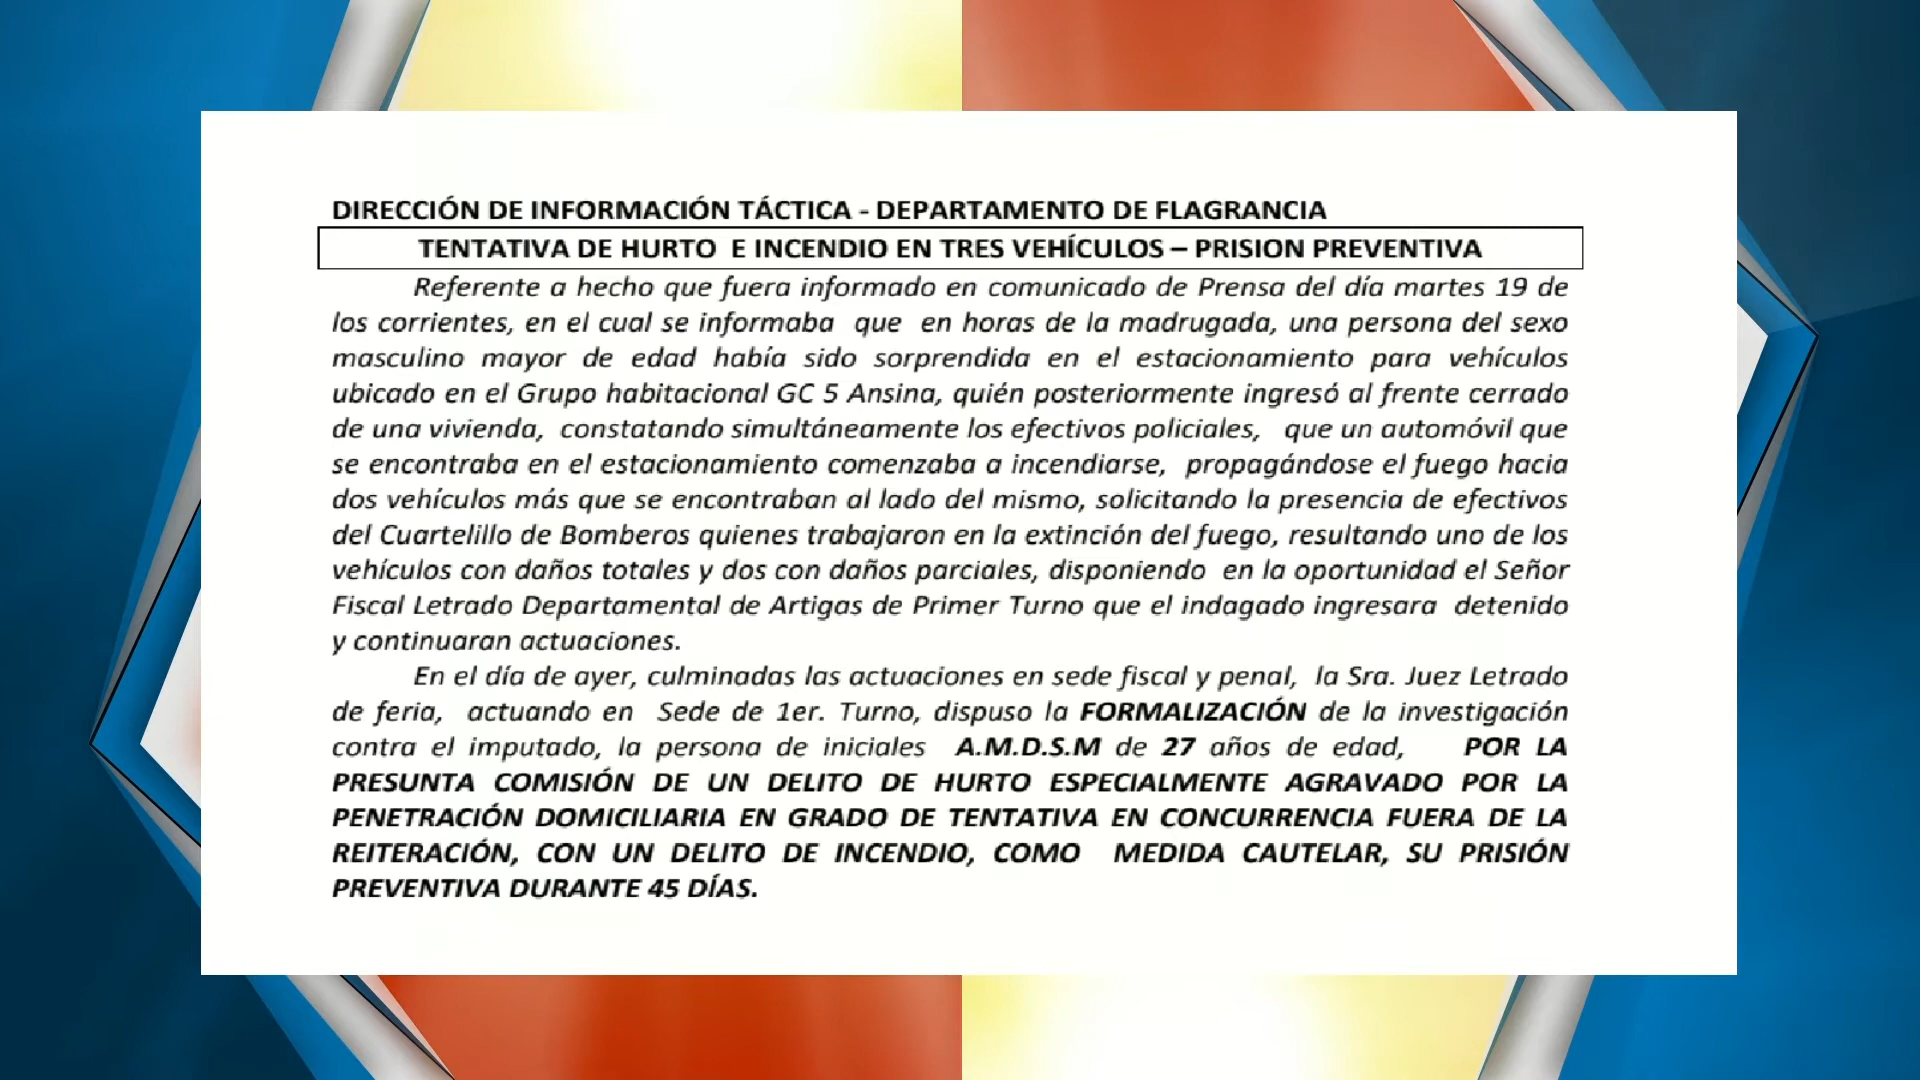 DIRECCIÓN DE INFORMACIÓN TÁCTICA - DEPARTAMENTO DE FLAGRANCIA
TENTATIVA DE HURTO E INCENDIO EN TRES VEHÍCULOS – PRISION PREVENTIVA
Referente a hecho que fuera informado en comunicado de Prensa del día martes 19 de
los corrientes, en el cual se informaba que en horas de la madrugada, una persona del sexo
masculino mayor de edad había sido sorprendida en el estacionamiento para vehículos
ubicado en el Grupo habitacional GC 5 Ansina, quién posteriormente ingresó al frente cerrado
de una vivienda, constatando simultáneamente los efectivos policiales, que un automóvil que
se encontraba en el estacionamiento comenzaba a incendiarse, propagándose el fuego hacia
dos vehículos más que se encontraban al lado del mismo, solicitando la presencia de efectivos
del Cuartelillo de Bomberos quienes trabajaron en la extinción del fuego, resultando uno de los
vehículos con daños totales y dos con daños parciales, disponiendo en la oportunidad el Señor
Fiscal Letrado Departamental de Artigas de Primer Turno que el indagado ingresara detenido
y continuaran actuaciones.
En el día de ayer, culminadas las actuaciones en sede fiscal y penal, la Sra. Juez Letrado
de feria, actuando en Sede de 1er. Turno, dispuso la FORMALIZACIÓN de la investigación
contra el imputado, la persona de iniciales A.M.D.S.M de 27 años de edad, POR LA
PRESUNTA COMISIÓN DE UN DELITO DE HURTO ESPECIALMENTE AGRAVADO POR LA
PENETRACIÓN DOMICILIARIA EN GRADO DE TENTATIVA EN CONCURRENCIA FUERA DE LA
REITERACIÓN, CON UN DELITO DE INCENDIO, COMO MEDIDA CAUTELAR, SU PRISIÓN
PREVENTIVA DURANTE 45 DÍAS.